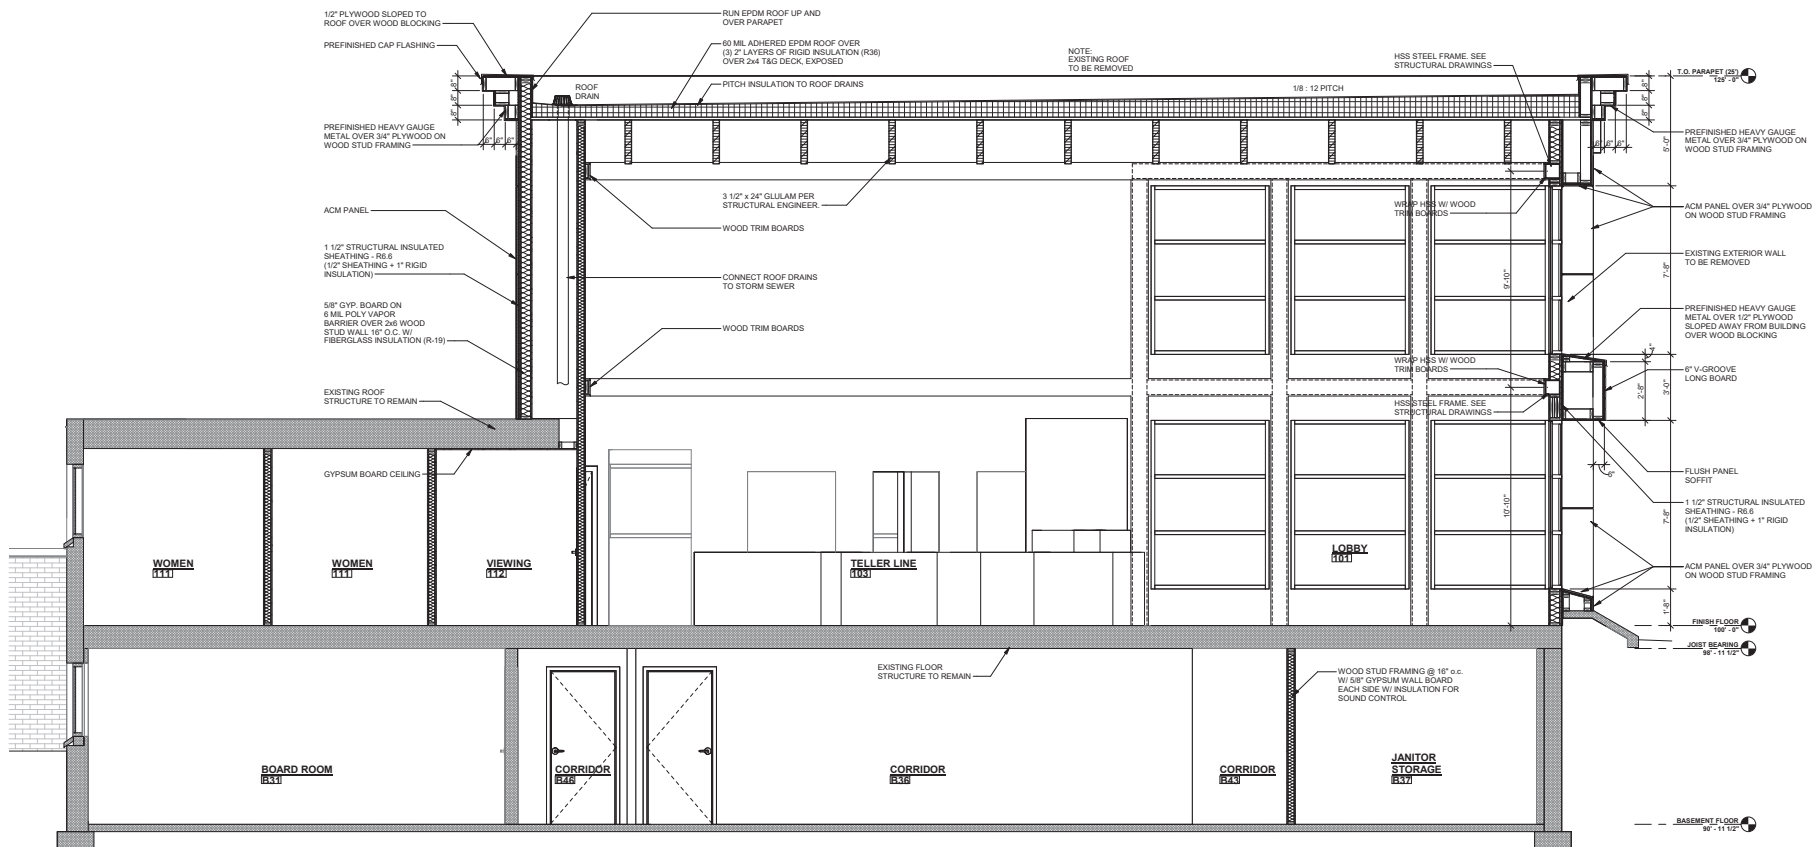 1/2" PLYWOOD SLOPED TO
ROOF OVER WOOD BLOCKING
PREFINISHED CAP FLASHING
8"
8"
8"
PREFINISHED HEAVY GAUGE
METAL OVER 3/4" PLYWOOD ON
WOOD STUD FRAMING
6"
6"
6"
ACM PANEL
1 1/2" STRUCTURAL INSULATED
SHEATHING - R6.6
(1/2" SHEATHING + 1" RIGID
INSULATION)
5/8" GYP. BOARD ON
6 MIL POLY VAPOR
BARRIER OVER 2x6 WOOD
STUD WALL 16" O.C. W/
FIBERGLASS INSULATION (R-19)
EXISTING ROOF
STRUCTURE TO REMAIN
GYPSUM BOARD CEILING
RUN EPDM ROOF UP AND
OVER PARAPET
60 MIL ADHERED EPDM ROOF OVER
(3) 2" LAYERS OF RIGID INSULATION (R36)
OVER 2x4 T&G DECK, EXPOSED
ROOF
DRAIN
PITCH INSULATION TO ROOF DRAINS
NOTE:
EXISTING ROOF
TO BE REMOVED
1/8 : 12 PITCH
3 1/2" x 24" GLULAM PER
STRUCTURAL ENGINEER.
WOOD TRIM BOARDS
CONNECT ROOF DRAINS
TO STORM SEWER
WOOD TRIM BOARDS
HSS STEEL FRAME. SEE
STRUCTURAL DRAWINGS
WRAP HSS W/ WOOD
TRIM BOARDS
9'-10"
WRAP HSS W/ WOOD
TRIM BOARDS
HSS STEEL FRAME. SEE
STRUCTURAL DRAWINGS
10'-10"
T.O. PARAPET (25')
125' - 0"
8"
8"
8"
6"
6"
6"
5'-0"
PREFINISHED HEAVY GAUGE
METAL OVER 3/4" PLYWOOD ON
WOOD STUD FRAMING
ACM PANEL OVER 3/4" PLYWOOD
ON WOOD STUD FRAMING
EXISTING EXTERIOR WALL
TO BE REMOVED
7'-8"
PREFINISHED HEAVY GAUGE
METAL OVER 1/2" PLYWOOD
SLOPED AWAY FROM BUILDING
OVER WOOD BLOCKING
4"
6" V-GROOVE
LONG BOARD
2'-8"
3'-0"
FLUSH PANEL
SOFFIT
6"
1 1/2" STRUCTURAL INSULATED
SHEATHING - R6.6
(1/2" SHEATHING + 1" RIGID
INSULATION)
7'-8"
ACM PANEL OVER 3/4" PLYWOOD
ON WOOD STUD FRAMING
1'-8"
FINISH FLOOR
100' - 0"
JOIST BEARING
98' - 11 1/2"
WOMEN
111
WOMEN
111
VIEWING
112
TELLER LINE
103
LOBBY
101
EXISTING FLOOR
STRUCTURE TO REMAIN
WOOD STUD FRAMING @ 16" o.c.
W/ 5/8" GYPSUM WALL BOARD
EACH SIDE W/ INSULATION FOR
SOUND CONTROL
BOARD ROOM
B31
CORRIDOR
B46
CORRIDOR
B36
CORRIDOR
B43
JANITOR
STORAGE
B37
BASEMENT FLOOR
90' - 11 1/2"